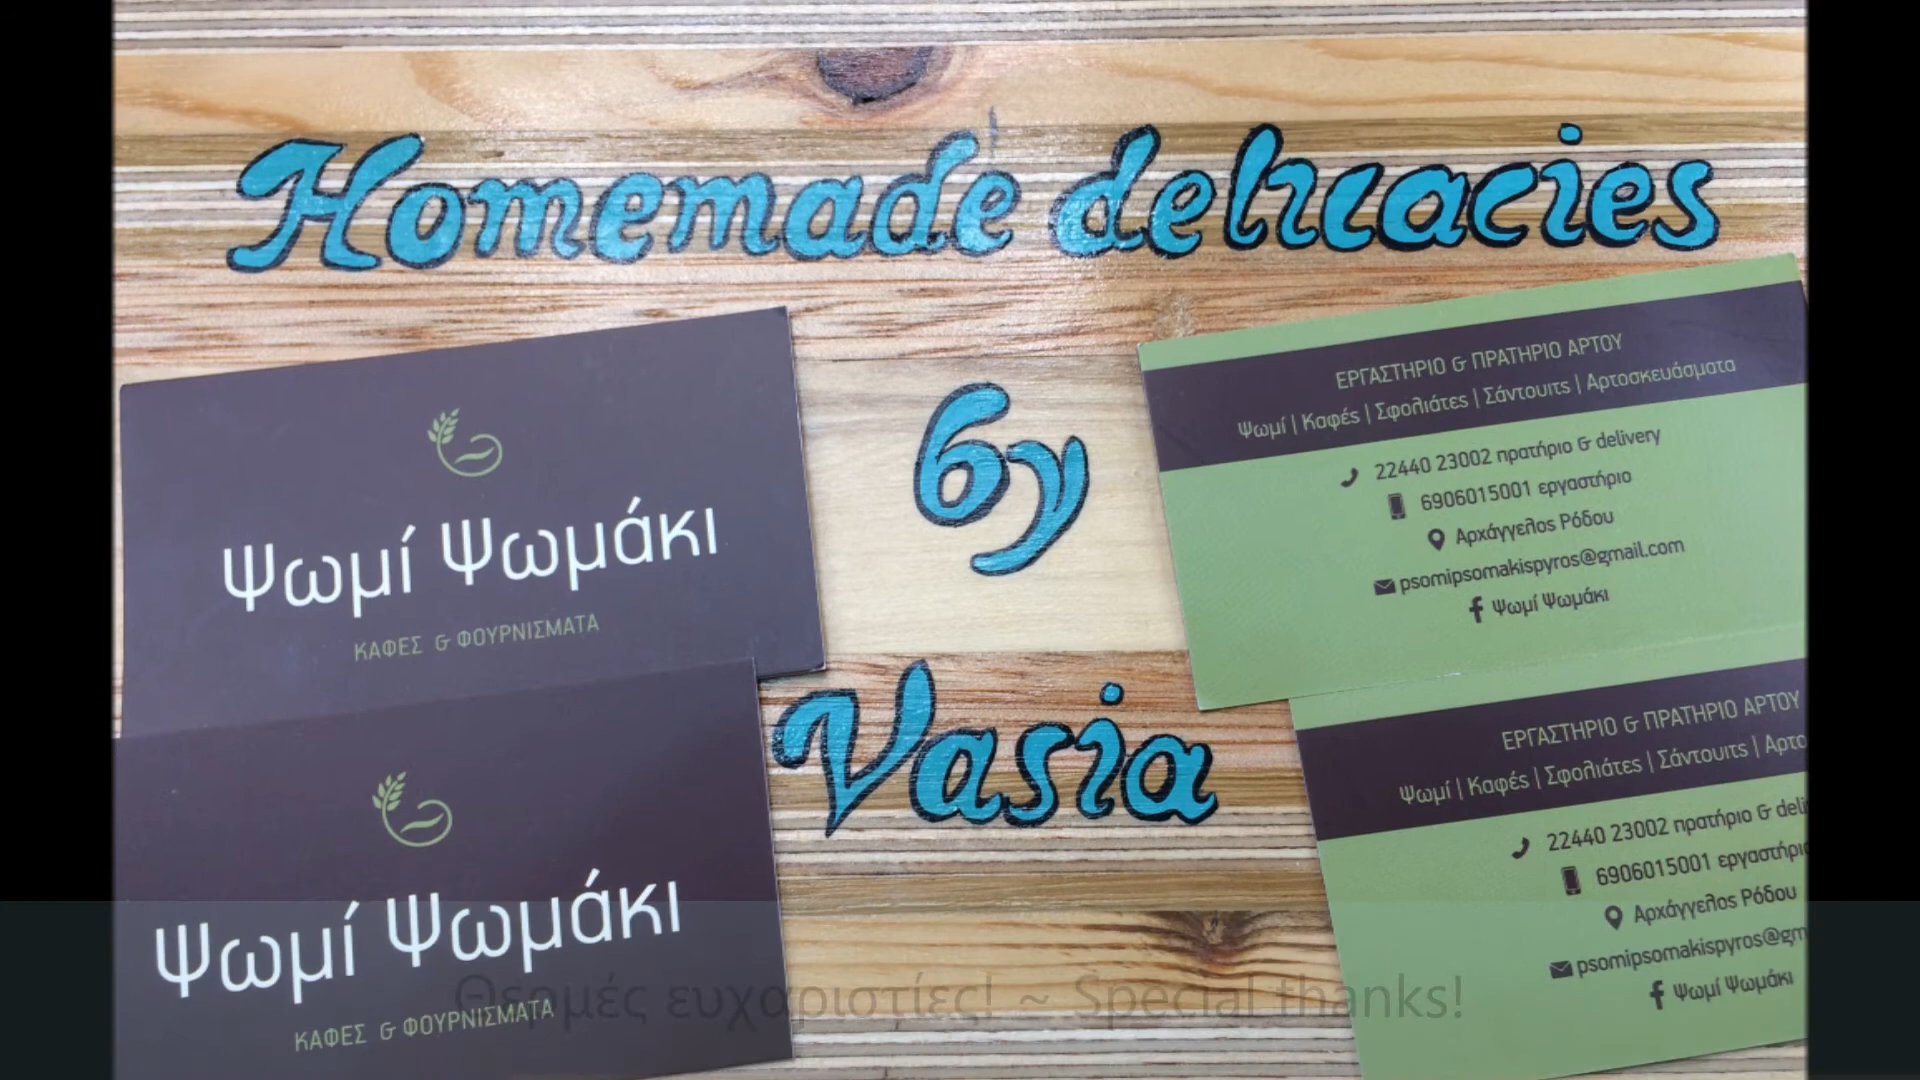 Homemade delicacies
by
Vasia
Ψωμί Ψωμάκι
ΚΑΦΕΣ & ΦΟΥΡΝΙΣΜΑΤΑ
Ψωμί Ψωμάκι
ΚΑΦΕΣ & ΦΟΥΡΝΙΣΜΑΤΑ
ΕΡΓΑΣΤΗΡΙΟ & ΠΡΑΤΗΡΙΟ ΑΡΤΟΥ
Ψωμί | Καφές | Σφολιάτες | Σάντουιτς | Αρτοσκευάσματα
22440 23002 πρατήριο & delivery
6906015001 εργαστήριο
Αρχάγγελος Ρόδου
psomipsomakispyros@gmail.com
Ψωμί Ψωμάκι
ΕΡΓΑΣΤΗΡΙΟ & ΠΡΑΤΗΡΙΟ ΑΡΤΟΥ
Ψωμί | Καφές | Σφολιάτες | Σάντουιτς | Αρτο
22440 23002 πρατήριο & deli
6906015001 εργαστήριο
Αρχάγγελος Ρόδου
psomipsomakispyros@gm
Ψωμί Ψωμάκι
Θερμές ευχαριστίες! ~ Special thanks!